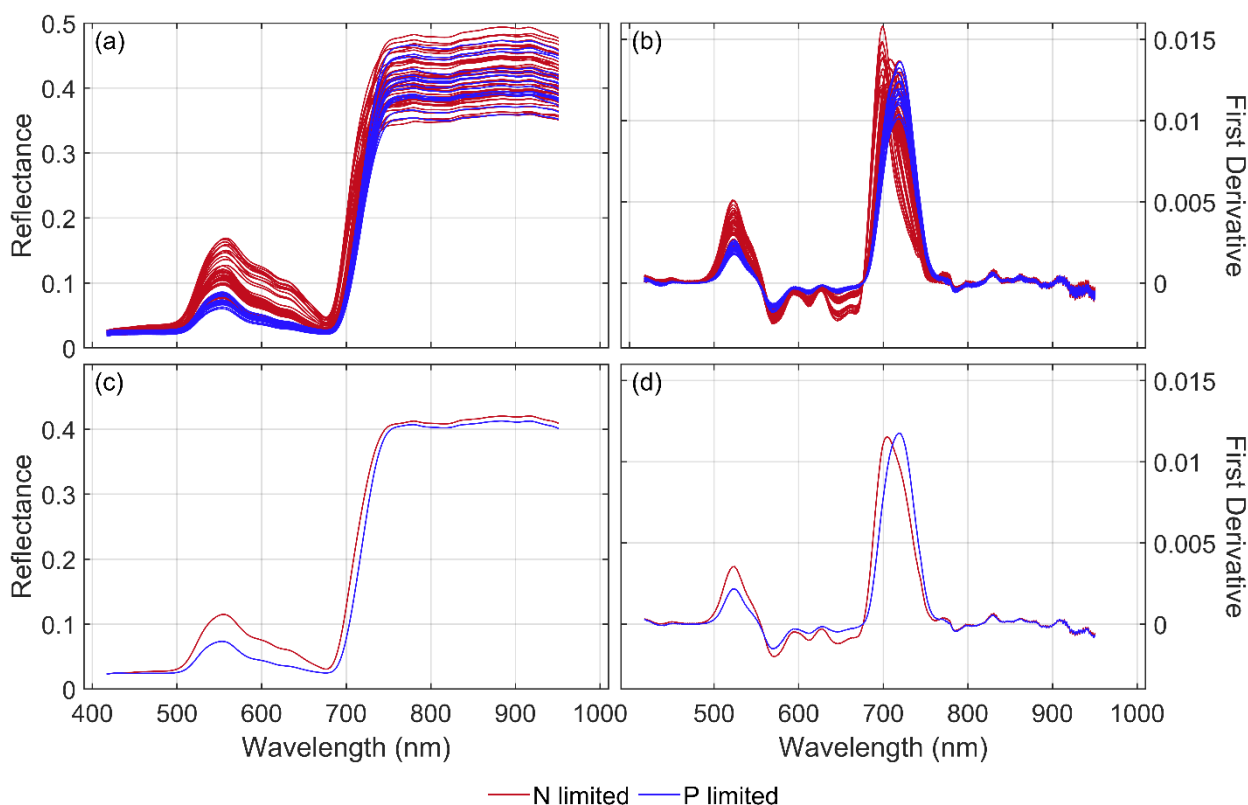 (a)
0.5
0.4
0.3
0.2
0.1
0
Reflectance
(b)
0.015
0.01
0.005
0
First Derivative
(c)
0.4
0.3
0.2
0.1
0
Reflectance
400 500 600 700 800 900 1000
Wavelength (nm)
(d)
0.015
0.01
0.005
0
First Derivative
500 600 700 800 900 1000
Wavelength (nm)
N limited P limited